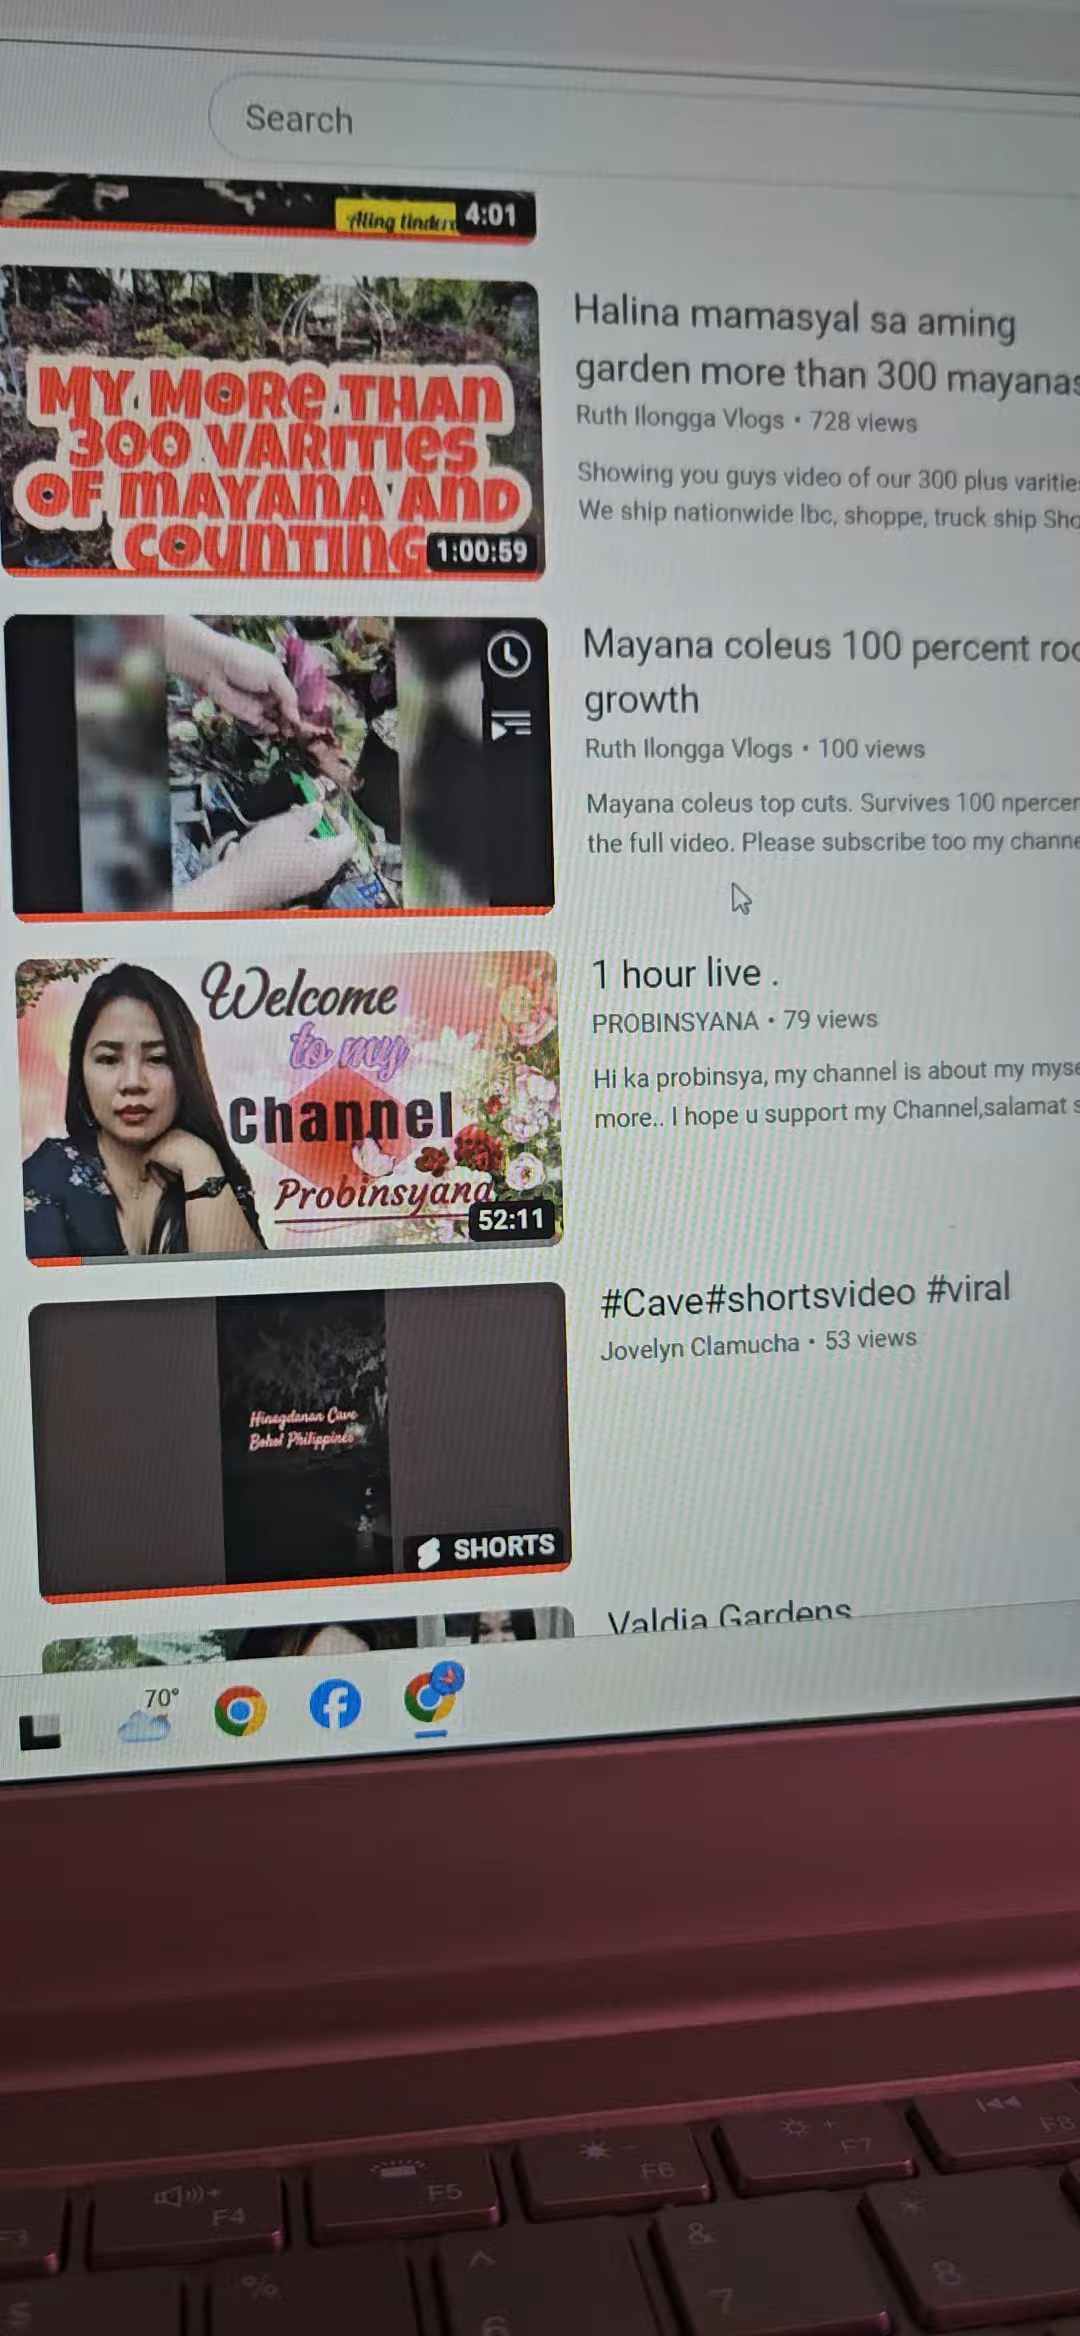 Search
4:01
MY MORE THAN
300 VARITIES
OF MAYANA AND
COUNTING
1:00:59
Halina mamasyal sa aming
garden more than 300 mayanas
Ruth Ilongga Vlogs • 728 views
Showing you guys video of our 300 plus
We ship nationwide lbc, shoppe, truck ship
Mayana coleus 100 percent
growth
Ruth Ilongga Vlogs • 100 views
Mayana coleus top cuts. Survives 100
the full video. Please subscribe too my
Welcome
to my
Channel
Probinsyana
52:11
1 hour live .
PROBINSYANA • 79 views
Hi ka probinsya, my channel is about my
more.. I hope u support my Channel,salamat
#Cave#shortsvideo #viral
Jovelyn Clamucha • 53 views
Hinagdanan Cave
Bohol Philippines
SHORTS
Valdia Gardens
70°
F4
F5
F6
F7
F8
%
^
6
&
7
*
8